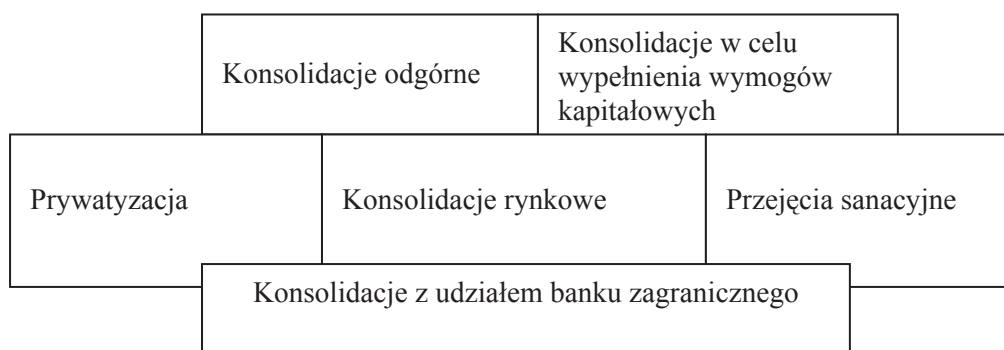 Konsolidacje odgórne
Konsolidacje w celu
wypełnienia wymogów
kapitałowych
Prywatyzacja
Konsolidacje rynkowe
Przejęcia sanacyjne
Konsolidacje z udziałem banku zagranicznego